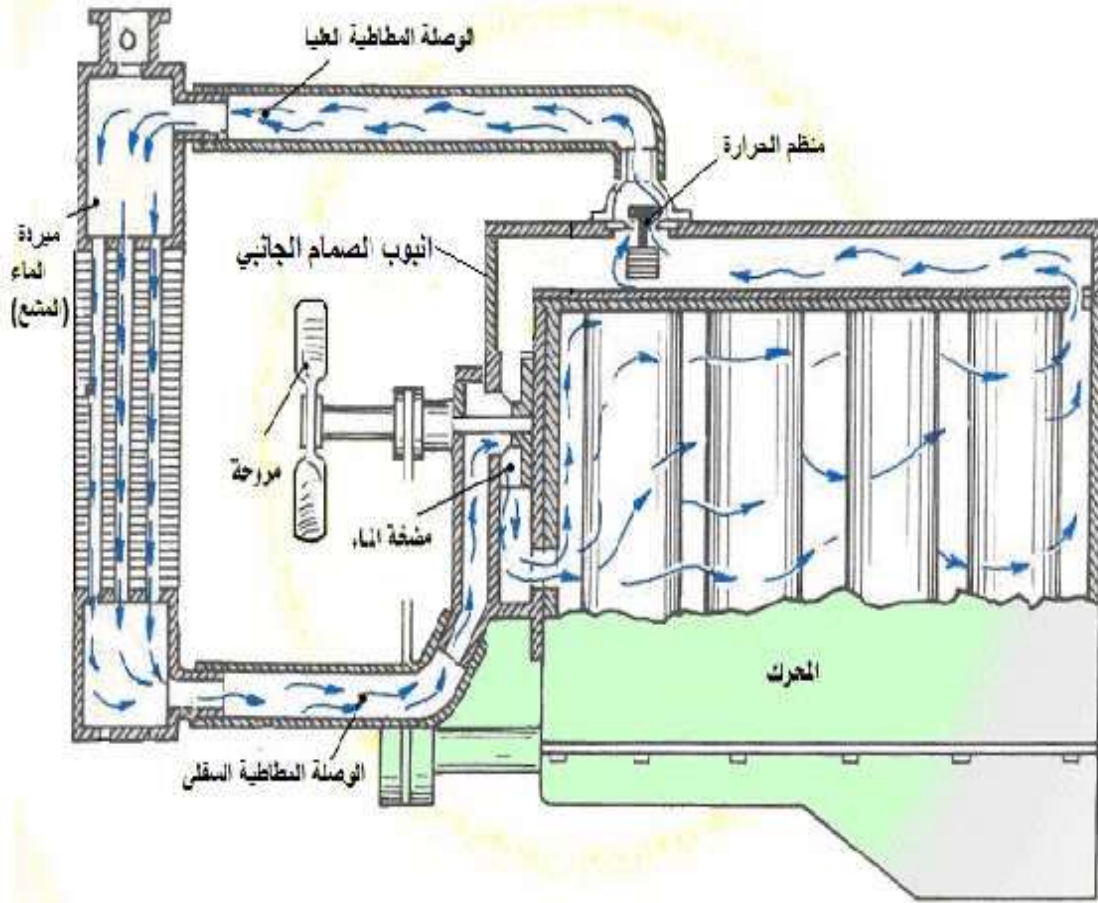 الوصلة المطاطية العليا
منظم الحرارة
انبوب الصمام الجانبي
مبردة
الماء
(المشع)
مروحة
مضخة الماء
المحرك
الوصلة المطاطية السفلى